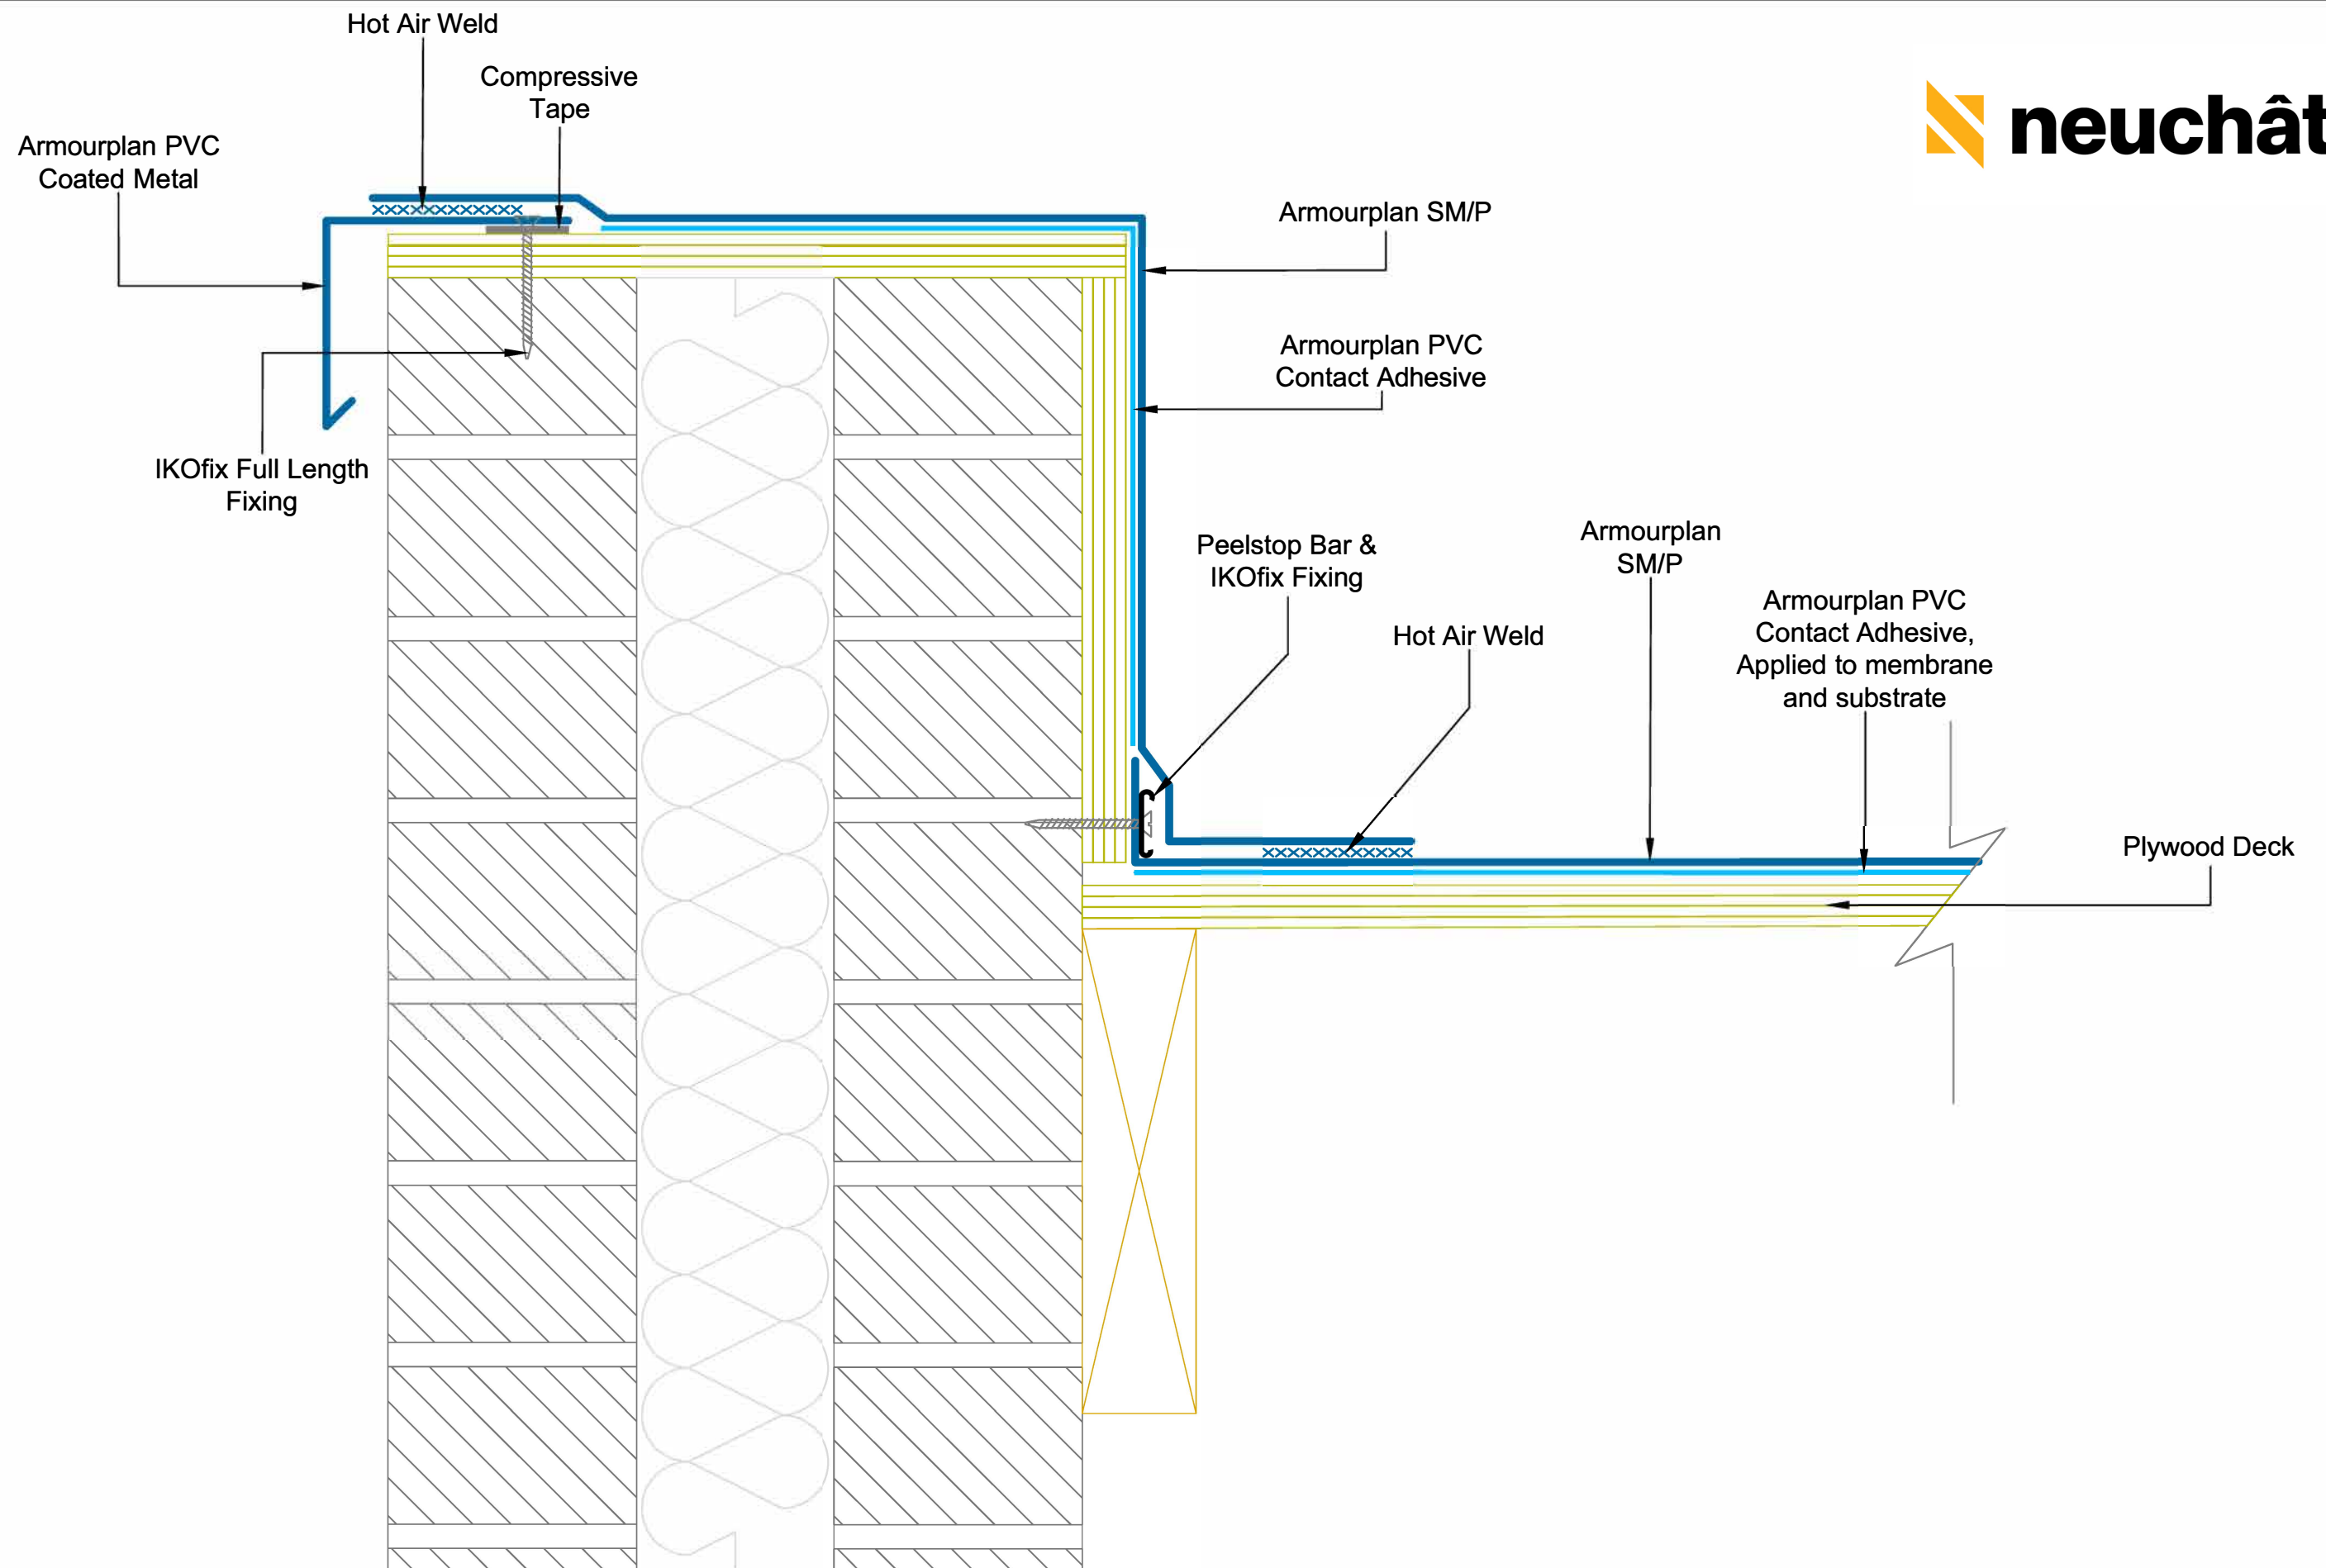 Hot Air Weld
Compressive
Tape
Armourplan PVC
Coated Metal
neuchât
Armourplan SM/P
Armourplan PVC
Contact Adhesive
IKOfix Full Length
Fixing
Peelstop Bar &
IKOfix Fixing
Hot Air Weld
Armourplan
SM/P
Armourplan PVC
Contact Adhesive,
Applied to membrane
and substrate
Plywood Deck